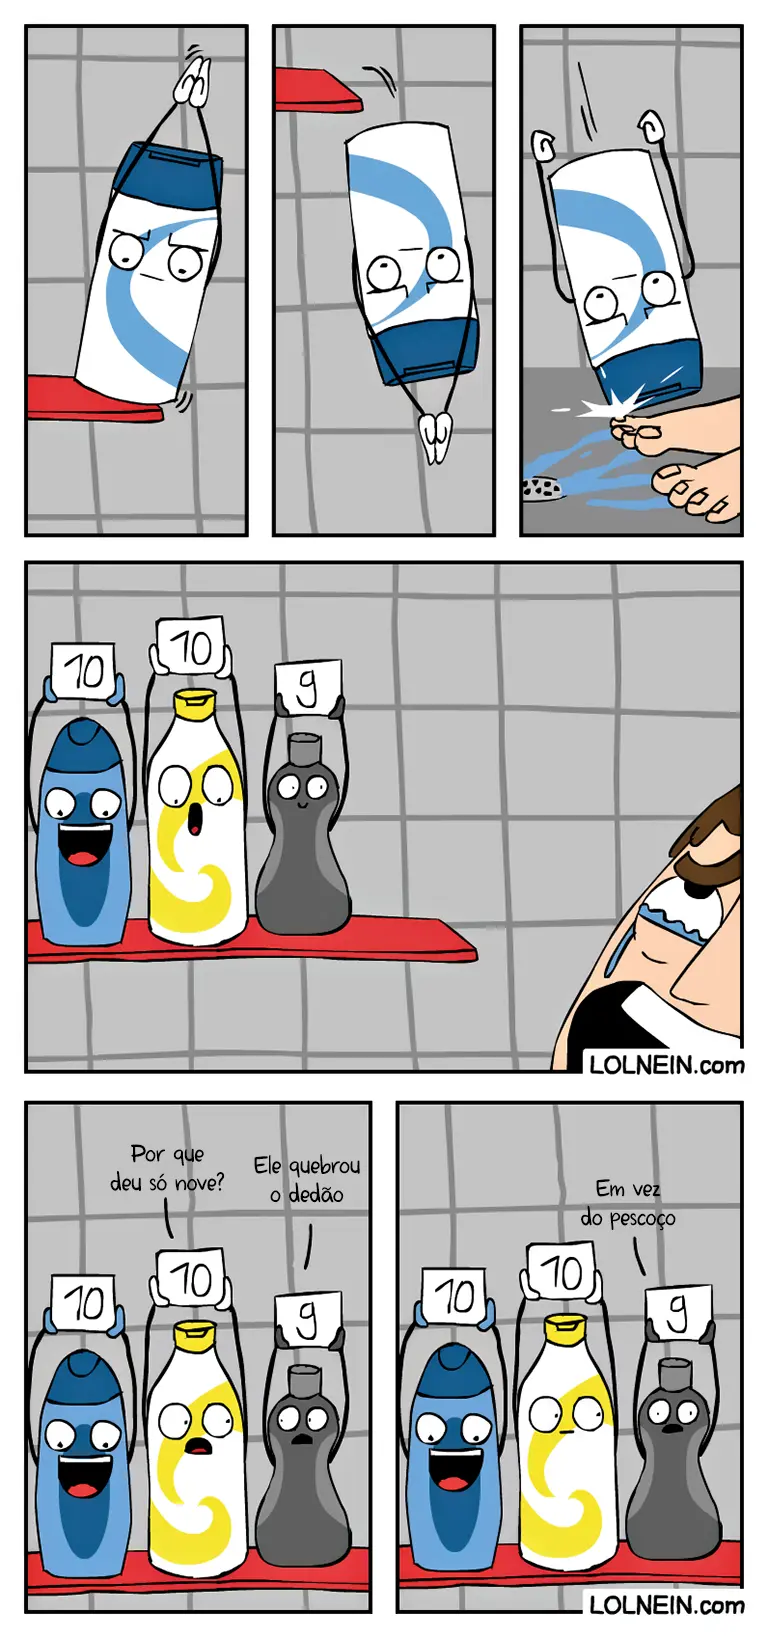 10
10
9
LOLNEIN.com
Por que
deu só nove?
Ele quebrou
o dedão
10
10
9
Em vez
do pescoço
10
10
9
LOLNEIN.com